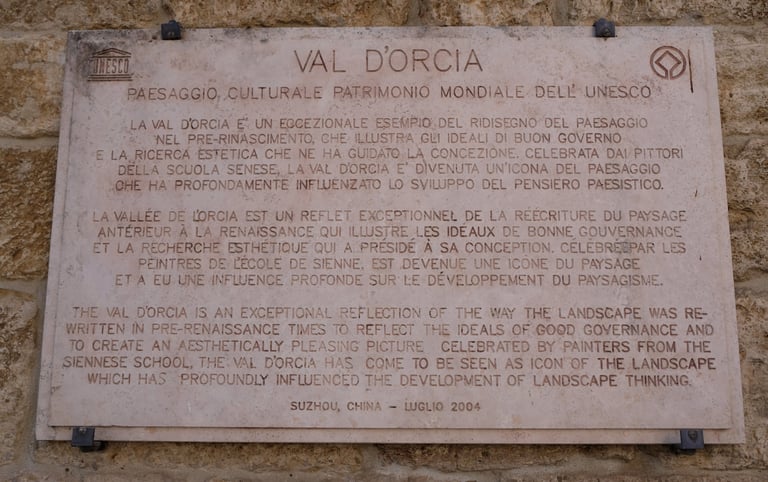 UNESCO
VAL D'ORCIA
PAESAGGIO CULTURALE PATRIMONIO MONDIALE DELL' UNESCO
LA VAL D'ORCIA E' UN ECCEZIONALE ESEMPIO DEL RIDISEGNO DEL PAESAGGIO
NEL PRE-RINASCIMENTO, CHE ILLUSTRA GLI IDEALI DI BUON GOVERNO
E LA RICERCA ESTETICA CHE NE HA GUIDATO LA CONCEZIONE. CELEBRATA DAI PITTORI
DELLA SCUOLA SENESE, LA VAL D'ORCIA E' DIVENUTA UN'ICONA DEL PAESAGGIO
CHE HA PROFONDAMENTE INFLUENZATO LO SVILUPPO DEL PENSIERO PAESISTICO.
LA VALLÉE DE L'ORCIA EST UN REFLET EXCEPTIONNEL DE LA RÉÉCRITURE DU PAYSAGE
ANTÉRIEUR À LA RENAISSANCE QUI ILLUSTRE LES IDÉAUX DE BONNE GOUVERNANCE
ET LA RECHERCHE ESTHÉTIQUE QUI A PRÉSIDÉ À SA CONCEPTION. CÉLÉBRÉE PAR LES
PEINTRES DE L'ÉCOLE DE SIENNE, EST DEVENUE UNE ICÔNE DU PAYSAGE
ET A EU UNE INFLUENCE PROFONDE SUR LE DÉVELOPPEMENT DU PAYSAGISME.
THE VAL D'ORCIA IS AN EXCEPTIONAL REFLECTION OF THE WAY THE LANDSCAPE WAS RE-
WRITTEN IN PRE-RENAISSANCE TIMES TO REFLECT THE IDEALS OF GOOD GOVERNANCE AND
TO CREATE AN AESTHETICALLY PLEASING PICTURE CELEBRATED BY PAINTERS FROM THE
SIENNESE SCHOOL, THE VAL D'ORCIA HAS COME TO BE SEEN AS ICON OF THE LANDSCAPE
WHICH HAS PROFOUNDLY INFLUENCED THE DEVELOPMENT OF LANDSCAPE THINKING.
SUZHOU, CHINA – LUGLIO 2004